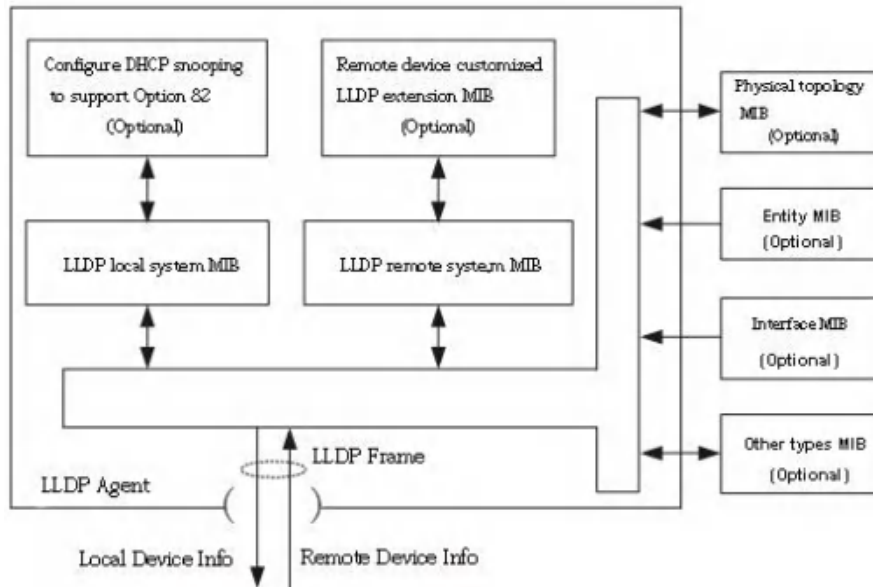 Configure DHCP snooping
to support Option 82
(Optional)
Remote device customized
LLDP extension MIB
(Optional)
Physical topology
MIB
(Optional)
LLDP local system MIB
LLDP remote system MIB
Entity MIB
(Optional)
Interface MIB
(Optional)
Other types MIB
(Optional)
LLDP Frame
LLDP Agent
Local Device Info
Remote Device Info